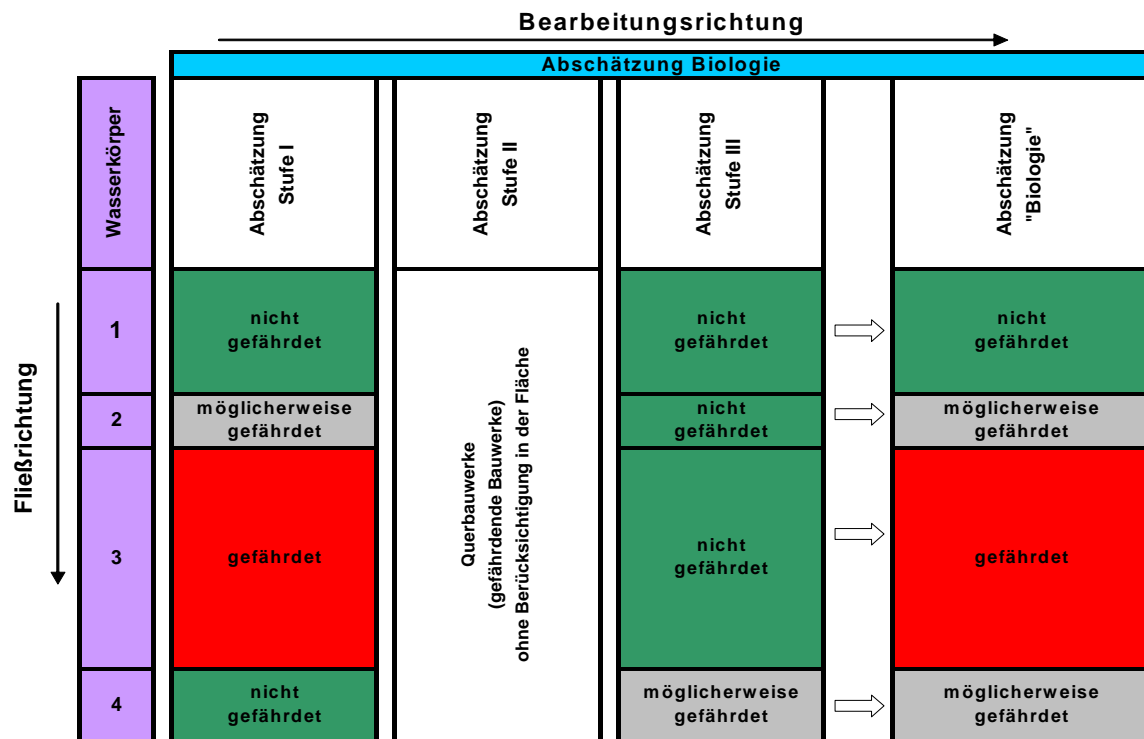 Bearbeitungsrichtung
Abschätzung Biologie
Wasserkörper
Abschätzung
Stufe I
Abschätzung
Stufe II
Abschätzung
Stufe III
Abschätzung
"Biologie"
Fließrichtung
1
nicht
gefährdet
Querbauwerke
(gefährdende Bauwerke)
ohne Berücksichtigung in der Fläche
nicht
gefährdet
nicht
gefährdet
2
möglicherweise
gefährdet
nicht
gefährdet
möglicherweise
gefährdet
3
gefährdet
nicht
gefährdet
gefährdet
4
nicht
gefährdet
möglicherweise
gefährdet
möglicherweise
gefährdet